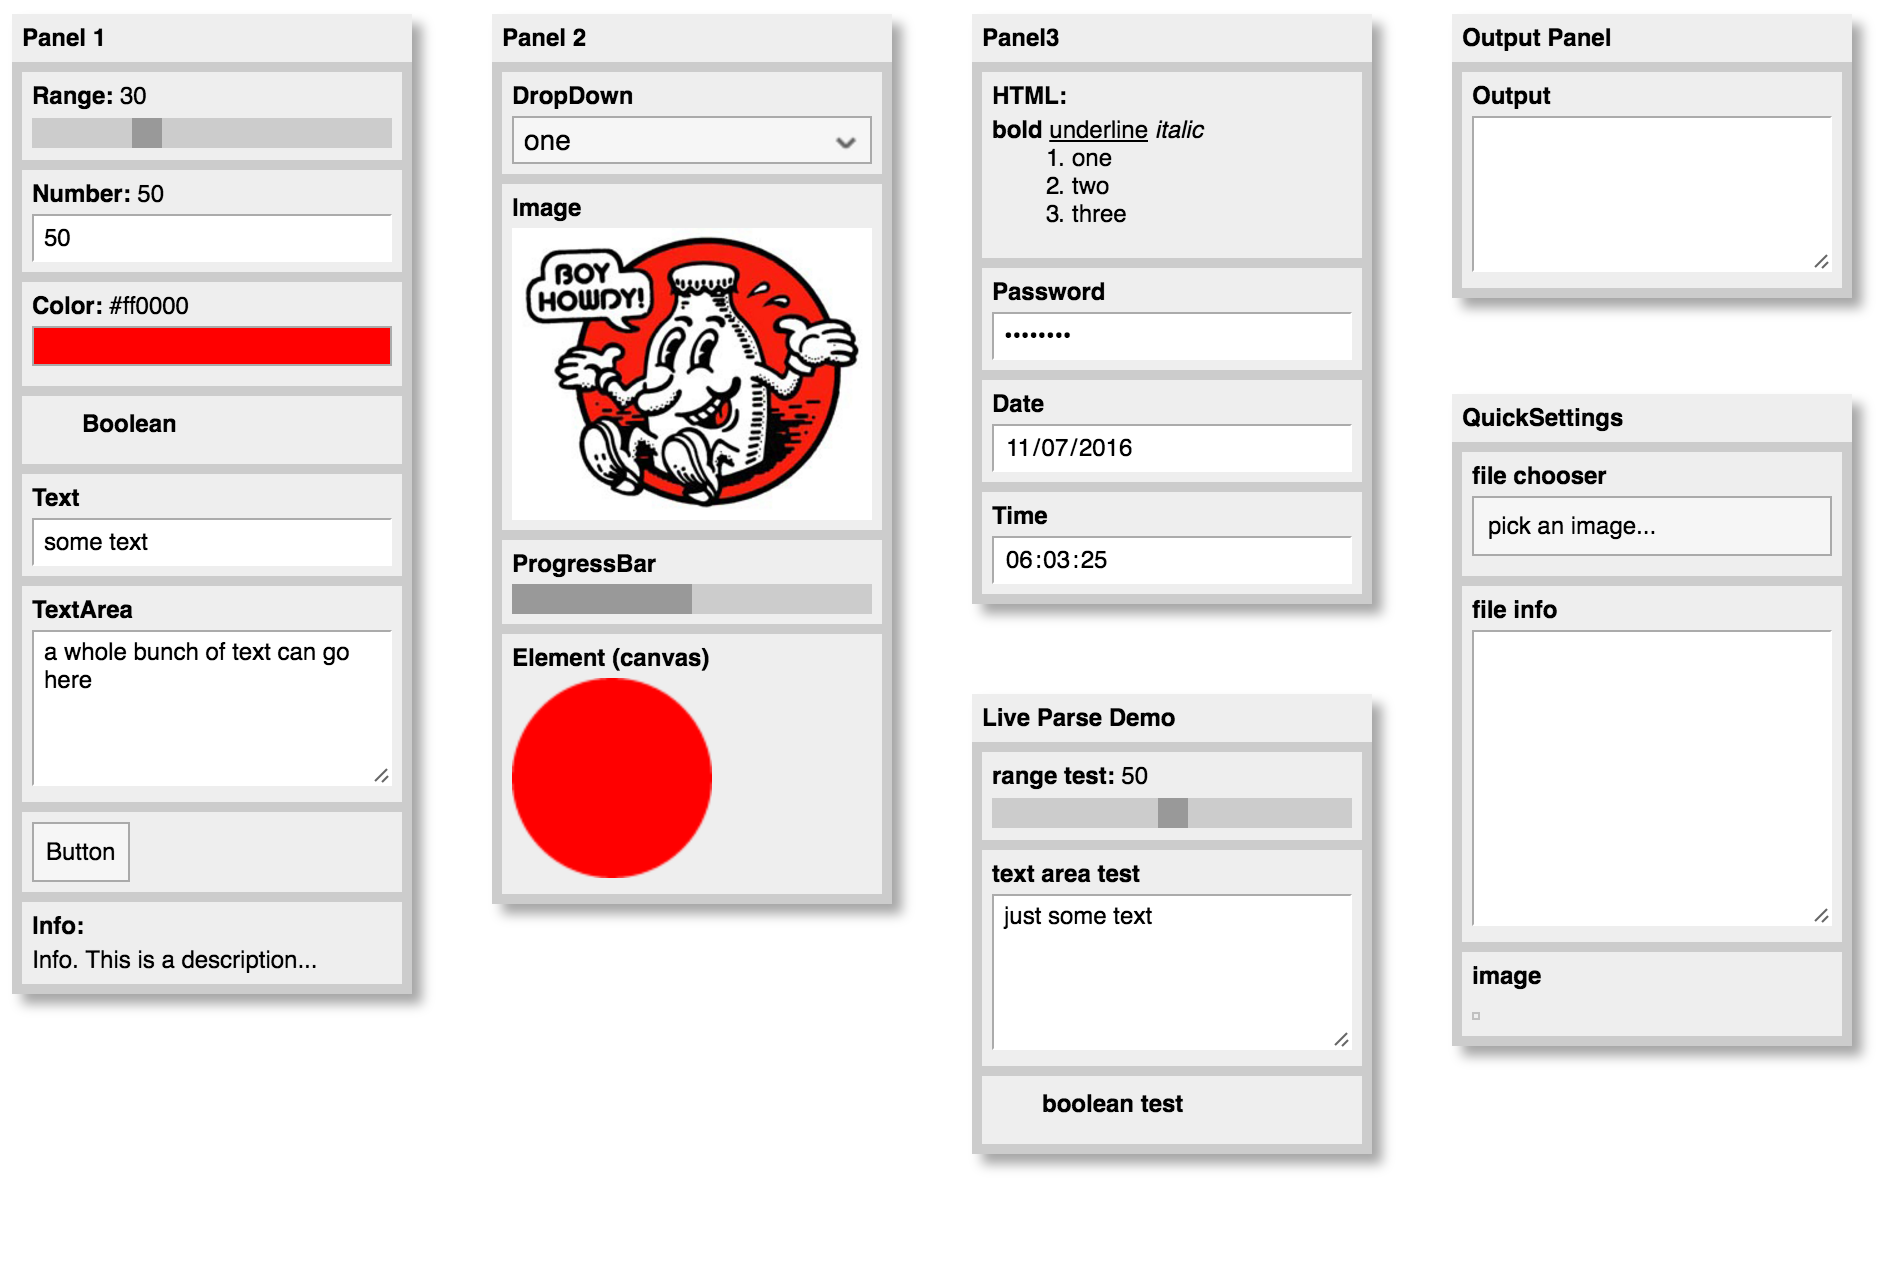 Panel 1
Range: 30
Number: 50
50
Color: #ff0000
Boolean
Text
some text
TextArea
a whole bunch of text can go
here
Button
Info:
Info. This is a description...
Panel 2
DropDown
one
Image
BOY
HOWDY!
ProgressBar
Element (canvas)
Panel3
HTML:
bold underline italic
1. one
2. two
3. three
Password
••••••••
Date
11/07/2016
Time
06:03:25
Live Parse Demo
range test: 50
text area test
just some text
boolean test
Output Panel
Output
QuickSettings
file chooser
pick an image...
file info
image